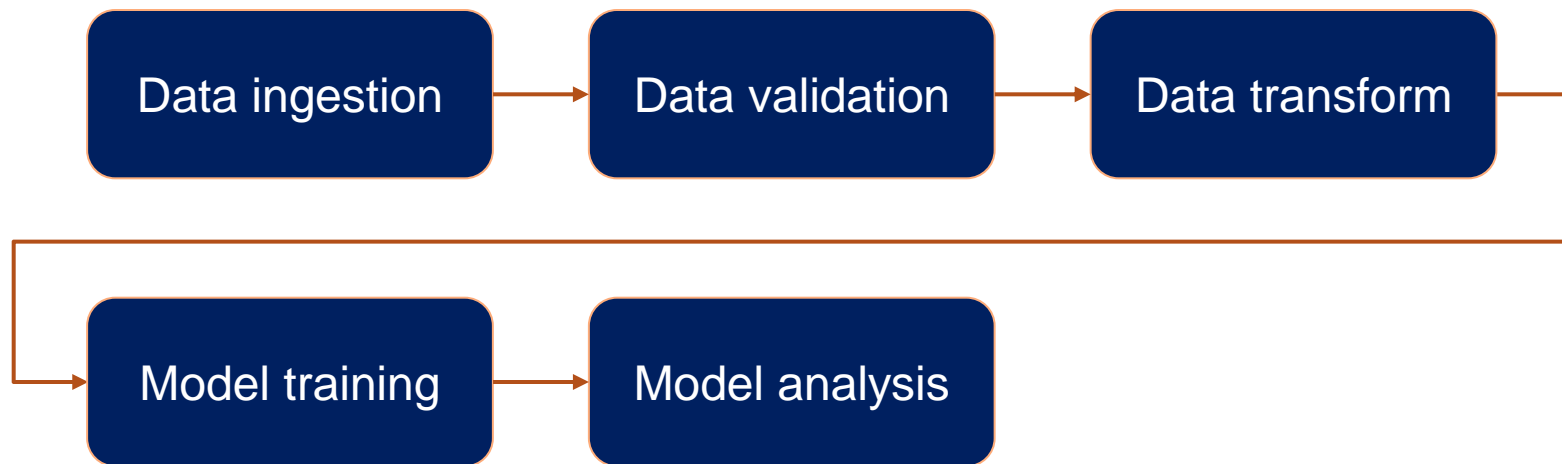 Data ingestion
Data validation
Data transform
Model training
Model analysis